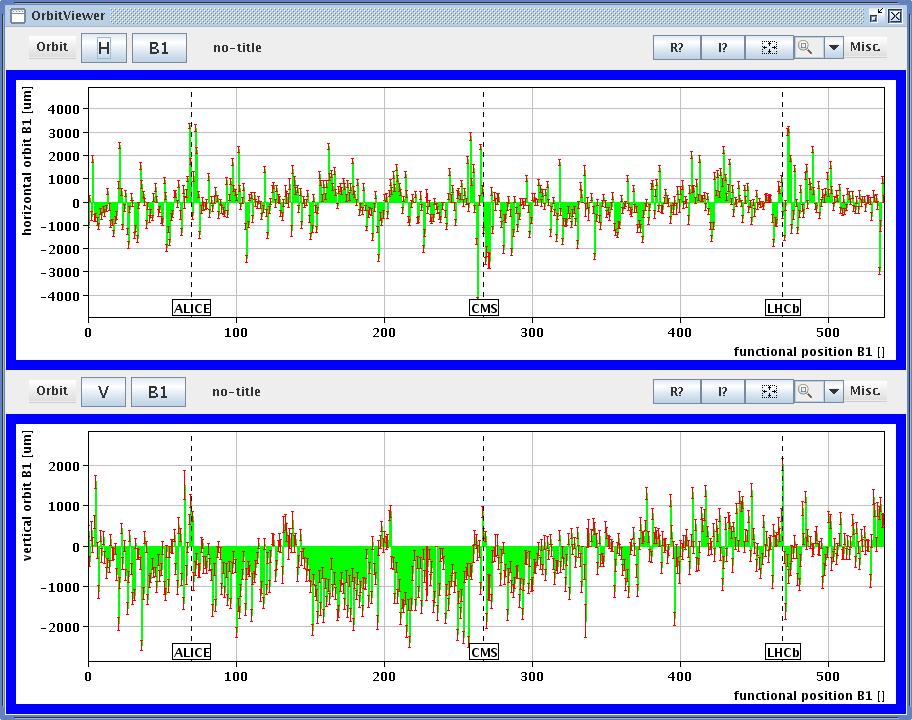 OrbitViewer
Orbit H B1 no-title R? I? Misc.
horizontal orbit B1 [um]
4000
3000
2000
1000
0
-1000
-2000
-3000
-4000
ALICE CMS LHCb
0 100 200 300 400 500
functional position B1 []
Orbit V B1 no-title R? I? Misc.
vertical orbit B1 [um]
2000
1000
0
-1000
-2000
ALICE CMS LHCb
0 100 200 300 400 500
functional position B1 []